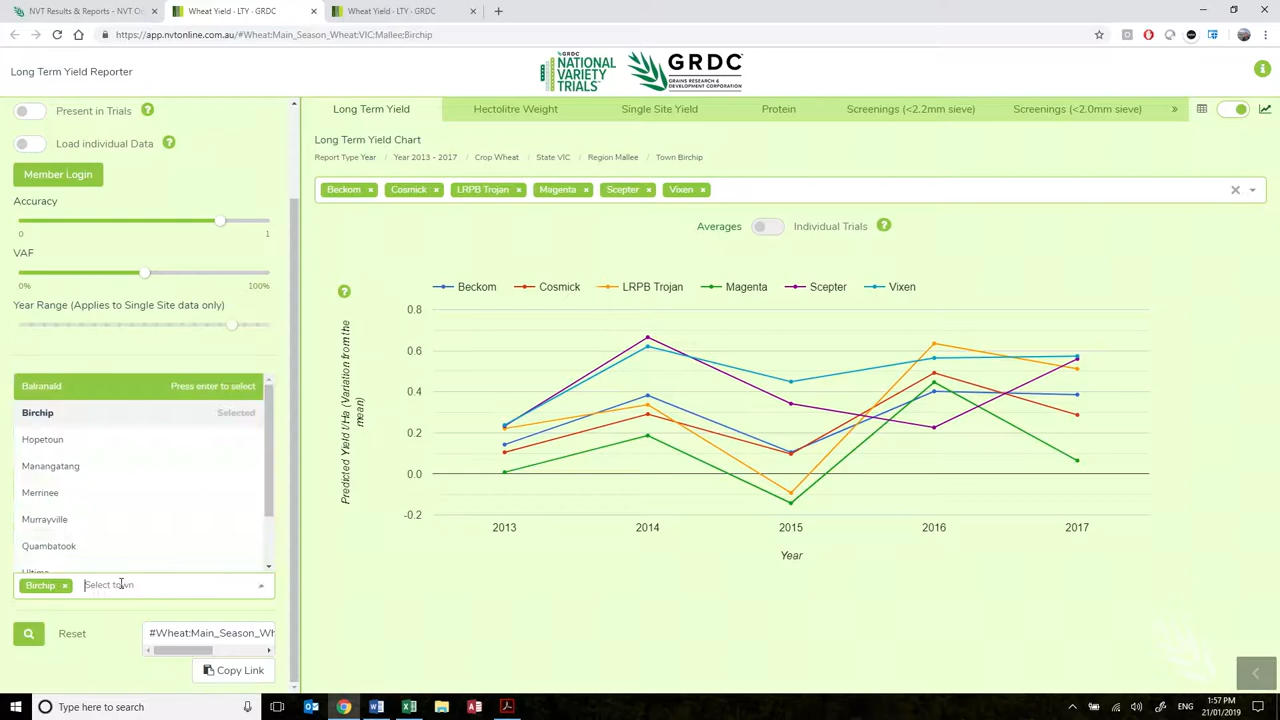 NVT Results - NVT O
Wheat Yield - LTY - GRDC
Wheat Yield - LTY - GRDC
https://app.nvtonline.com.au/#Wheat:Main_Season_Wheat:VIC:Mallee;Birchip
Long Term Yield Reporter
GRDC
NATIONAL
VARIETY
TRIALS
GRDC
GRAINS RESEARCH &
DEVELOPMENT CORPORATION
Present in Trials
Load individual Data
Member Login
Accuracy
0 1
VAF
0% 100%
Year Range (Applies to Single Site data only)
Balranald Press enter to select
Birchip Selected
Hopetoun
Manangatang
Merrinee
Murrayville
Quambatook
Ultima
Birchip × Select town
Reset
#Wheat:Main_Season_Wh
Copy Link
Long Term Yield Hectolitre Weight Single Site Yield Protein Screenings (<2.2mm sieve) Screenings (<2.0mm sieve) »
Long Term Yield Chart
Report Type Year / Year 2013 - 2017 / Crop Wheat / State VIC / Region Mallee / Town Birchip
Beckom × Cosmick × LRPB Trojan × Magenta × Scepter × Vixen ×
Averages Individual Trials
Beckom Cosmick LRPB Trojan Magenta Scepter Vixen
Predicted Yield t/Ha (Variation from the
mean)
0.8
0.6
0.4
0.2
0.0
-0.2
2013 2014 2015 2016 2017
Year
Type here to search
ENG
1:57 PM
21/01/2019